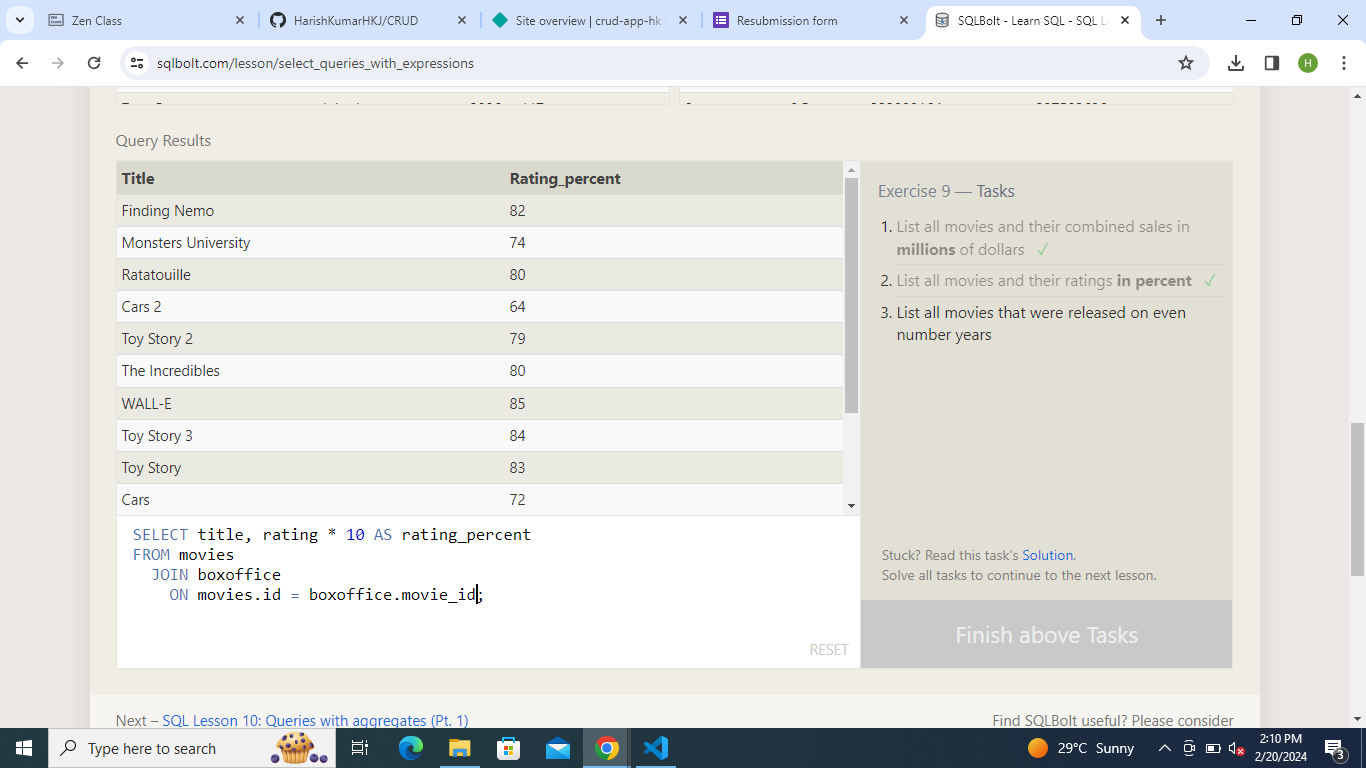 Zen Class
HarishKumarHKJ/CRUD
Site overview | crud-app-hk
Resubmission form
SQLBolt - Learn SQL - SQL L
sqlbolt.com/lesson/select_queries_with_expressions
H
Query Results
Title Rating_percent
Finding Nemo 82
Monsters University 74
Ratatouille 80
Cars 2 64
Toy Story 2 79
The Incredibles 80
WALL-E 85
Toy Story 3 84
Toy Story 83
Cars 72
SELECT title, rating * 10 AS rating_percent
FROM movies
JOIN boxoffice
ON movies.id = boxoffice.movie_id;
RESET
Exercise 9 — Tasks
1. List all movies and their combined sales in
millions of dollars ✓
2. List all movies and their ratings in percent ✓
3. List all movies that were released on even
number years
Stuck? Read this task's Solution.
Solve all tasks to continue to the next lesson.
Finish above Tasks
Next – SQL Lesson 10: Queries with aggregates (Pt. 1)
Find SQLBolt useful? Please consider
Type here to search
29°C Sunny
2:10 PM
2/20/2024
3